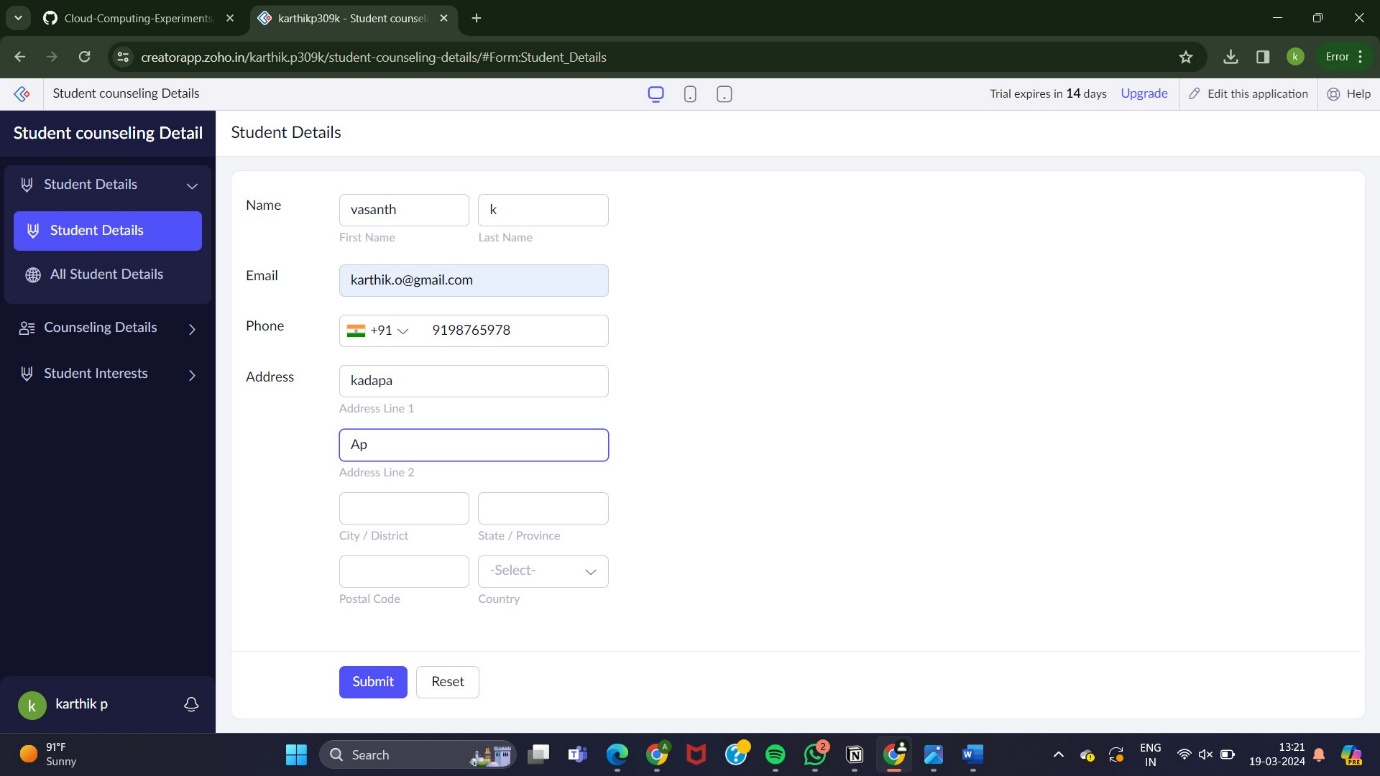 Cloud-Computing-Experiments
karthikp309k - Student counsel
creatorapp.zoho.in/karthik.p309k/student-counseling-details/#Form:Student_Details
k
Error
Student counseling Details
Trial expires in 14 days
Upgrade
Edit this application
Help
Student counseling Detail
Student Details
Student Details
Student Details
All Student Details
Counseling Details
Student Interests
Name
vasanth
k
First Name
Last Name
Email
karthik.o@gmail.com
Phone
+91
9198765978
Address
kadapa
Address Line 1
Ap
Address Line 2
City / District
State / Province
-Select-
Postal Code
Country
Submit
Reset
k
karthik p
91°F
Sunny
Search
A
2
ENG
IN
13:21
19-03-2024
PRE